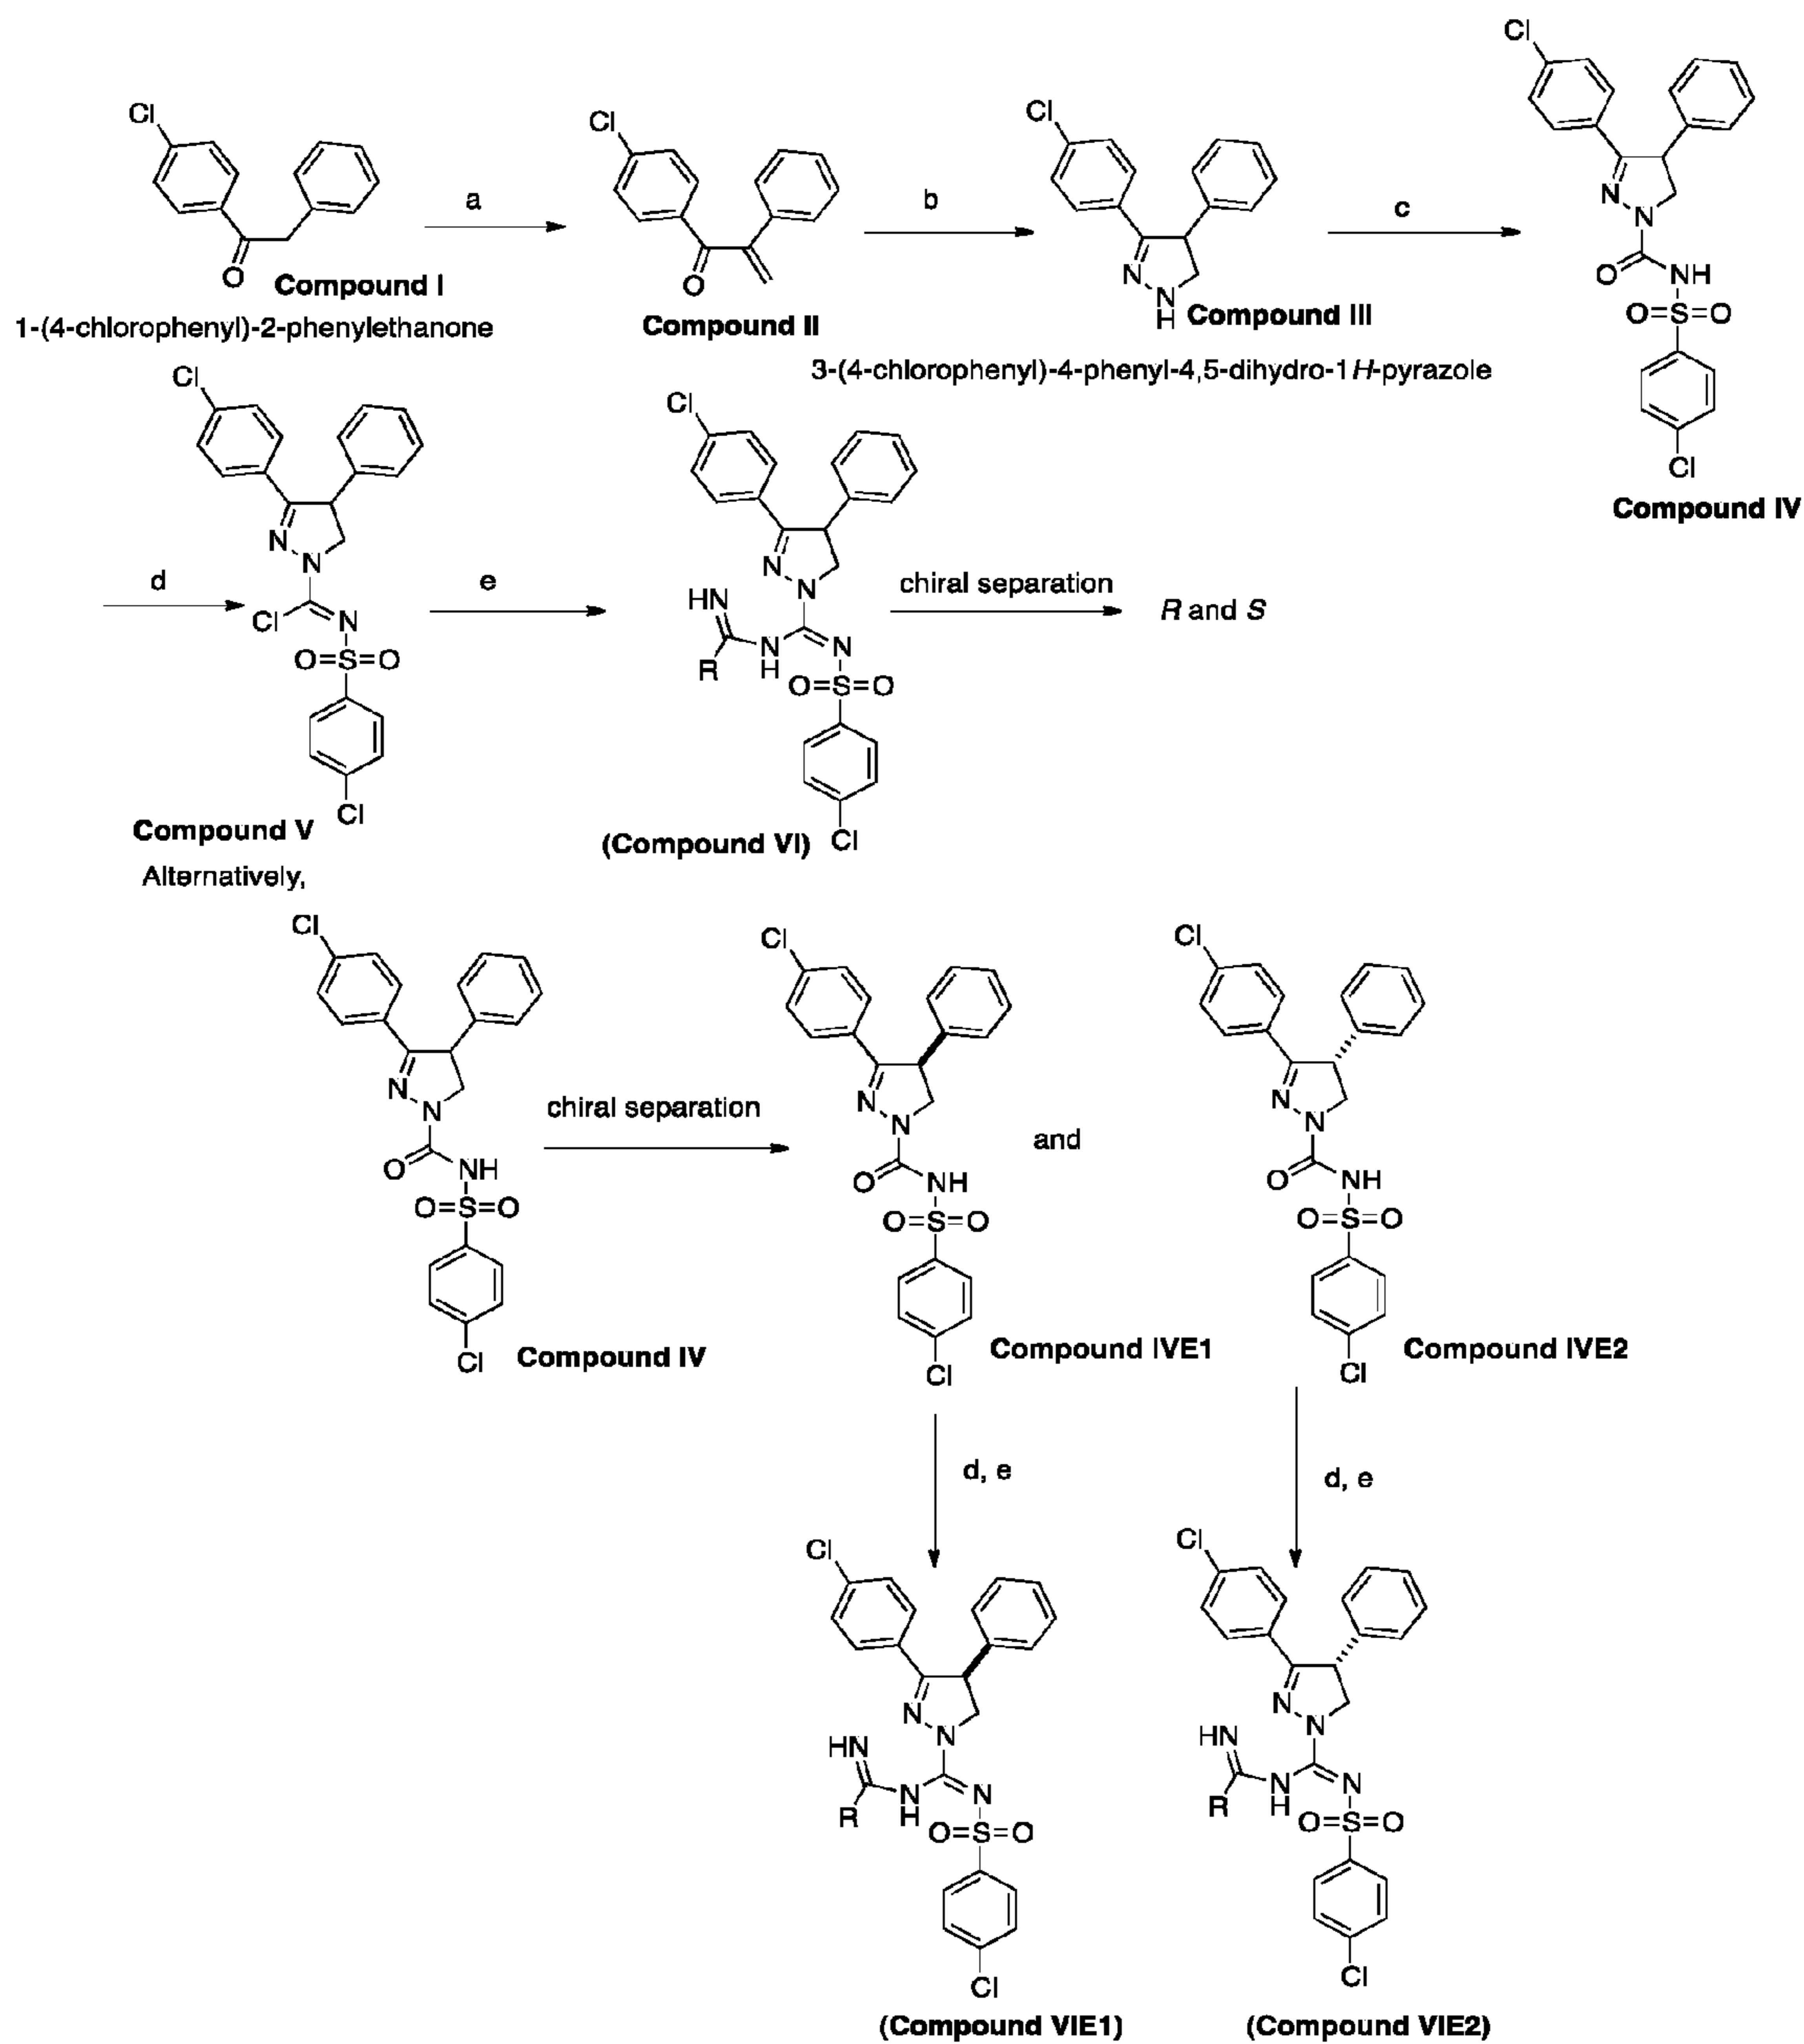 Cl
Cl
Cl
Cl
a
b
c
O
O
N
N
H
N
N
O
NH
O=S=O
Cl
Compound I
Compound II
Compound III
Compound IV
1-(4-chlorophenyl)-2-phenylethanone
3-(4-chlorophenyl)-4-phenyl-4,5-dihydro-1H-pyrazole
Cl
Cl
d
e
chiral separation
R and S
N
N
Cl
N
O=S=O
Cl
Compound V
N
N
HN
R
N
H
N
O=S=O
Cl
(Compound VI)
Alternatively,
Cl
Cl
Cl
N
N
O
NH
O=S=O
Cl
Compound IV
chiral separation
N
N
O
NH
O=S=O
Cl
Compound IVE1
and
N
N
O
NH
O=S=O
Cl
Compound IVE2
d, e
d, e
Cl
Cl
N
N
HN
R
N
H
N
O=S=O
Cl
(Compound VIE1)
N
N
HN
R
N
H
N
O=S=O
Cl
(Compound VIE2)